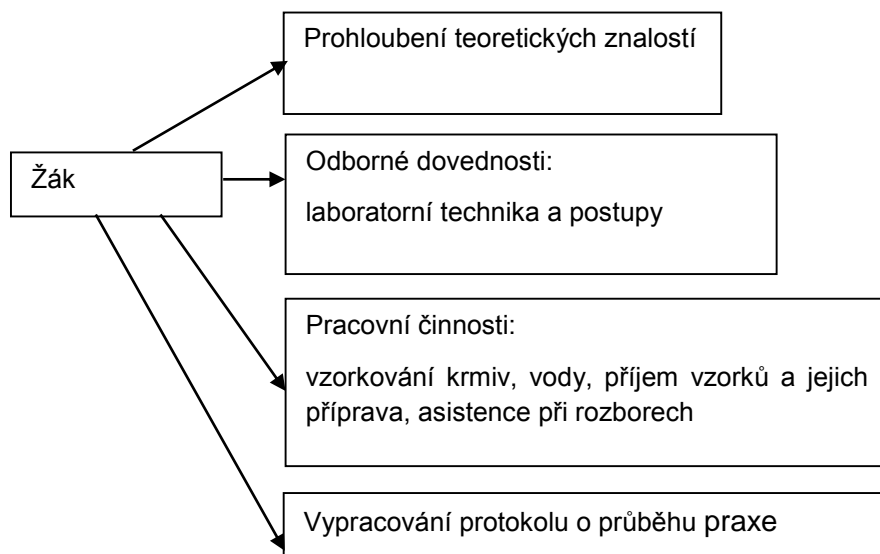 Prohloubení teoretických znalostí
Žák
Odborné dovednosti:
laboratorní technika a postupy
Pracovní činnosti:
vzorkování krmiv, vody, příjem vzorků a jejich
příprava, asistence při rozborech
Vypracování protokolu o průběhu praxe